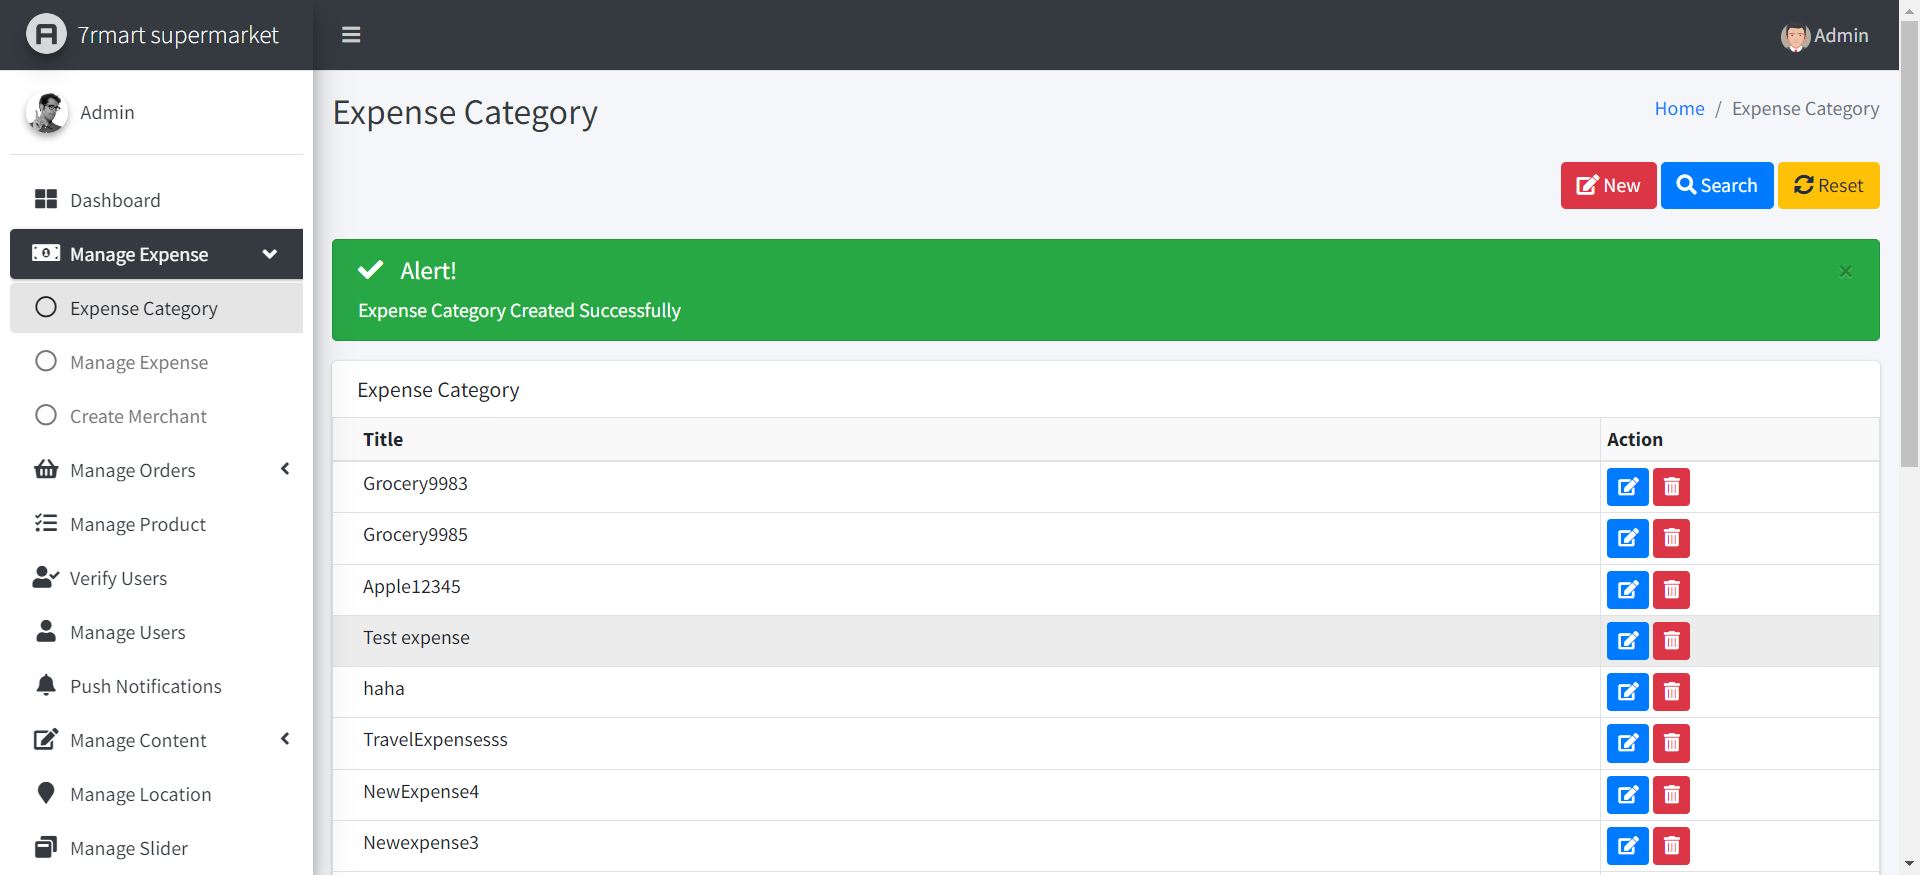 7rmart supermarket
Admin
Admin
Dashboard
Manage Expense
Expense Category
Manage Expense
Create Merchant
Manage Orders
Manage Product
Verify Users
Manage Users
Push Notifications
Manage Content
Manage Location
Manage Slider
Expense Category
Home / Expense Category
New Search Reset
Alert!
×
Expense Category Created Successfully
Expense Category
Title Action
Grocery9983
Grocery9985
Apple12345
Test expense
haha
TravelExpensesss
NewExpense4
Newexpense3